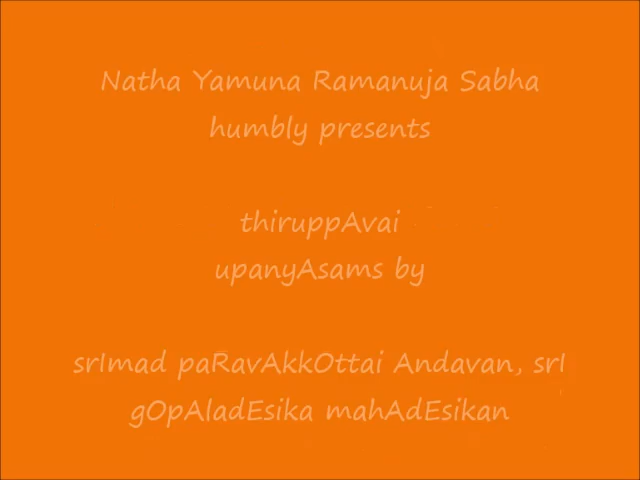 Natha Yamuna Ramanuja Sabha
humbly presents
thiruppAvai
upanyAsams by
srImad paRavAkkOttai Andavan, srI
gOpAladEsika mahAdEsikan